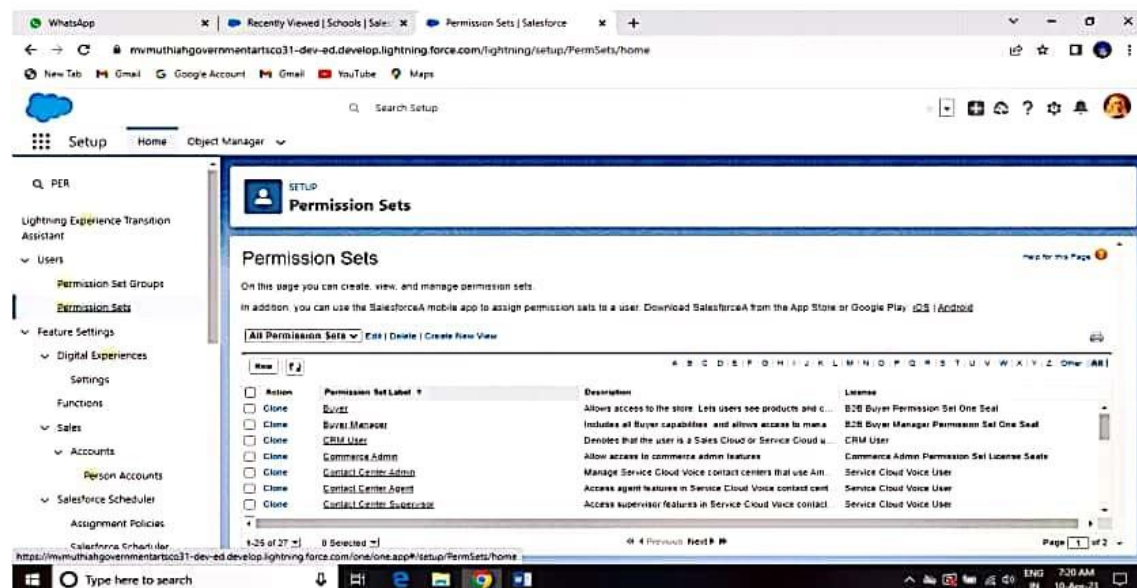 WhatsApp
Recently Viewed | Schools | Sale
Permission Sets | Salesforce
mvmuthiahgovernmentartsco31-dev-ed.develop.lightning.force.com/lightning/setup/PermSets/home
New Tab Gmail Google Account Gmail YouTube Maps
Search Setup
Setup Home Object Manager
PER
Lightning Experience Transition
Assistant
Users
Permission Set Groups
Permission Sets
Feature Settings
Digital Experiences
Settings
Functions
Sales
Accounts
Person Accounts
Salesforce Scheduler
Assignment Policies
Salesforce Scheduler
SETUP
Permission Sets
Permission Sets
Help for this Page
On this page you can create, view, and manage permission sets.
In addition, you can use the SalesforceA mobile app to assign permission sets to a user. Download SalesforceA from the App Store or Google Play: iOS | Android
All Permission Sets Edit | Delete | Create New View
New
A B C D E F G H I J K L M N O P Q R S T U V W X Y Z Other All
Action Permission Set Label Description License
Clone Buyer Allows access to the store. Lets users see products and c... B2B Buyer Permission Set One Seat
Clone Buyer Manager Includes all Buyer capabilities, and allows access to mana... B2B Buyer Manager Permission Set One Seat
Clone CRM User Denotes that the user is a Sales Cloud or Service Cloud u... CRM User
Clone Commerce Admin Allow access to commerce admin features Commerce Admin Permission Set License Seats
Clone Contact Center Admin Manage Service Cloud Voice contact centers that use Am... Service Cloud Voice User
Clone Contact Center Agent Access agent features in Service Cloud Voice contact cent... Service Cloud Voice User
Clone Contact Center Supervisor Access supervisor features in Service Cloud Voice contact... Service Cloud Voice User
1-25 of 27 0 Selected Previous Next Page 1 of 2
https://mvmuthiahgovernmentartsco31-dev-ed.develop.lightning.force.com/one/one.app#/setup/PermSets/home
Type here to search
ENG 7:20 AM
IN 10-Apr-23